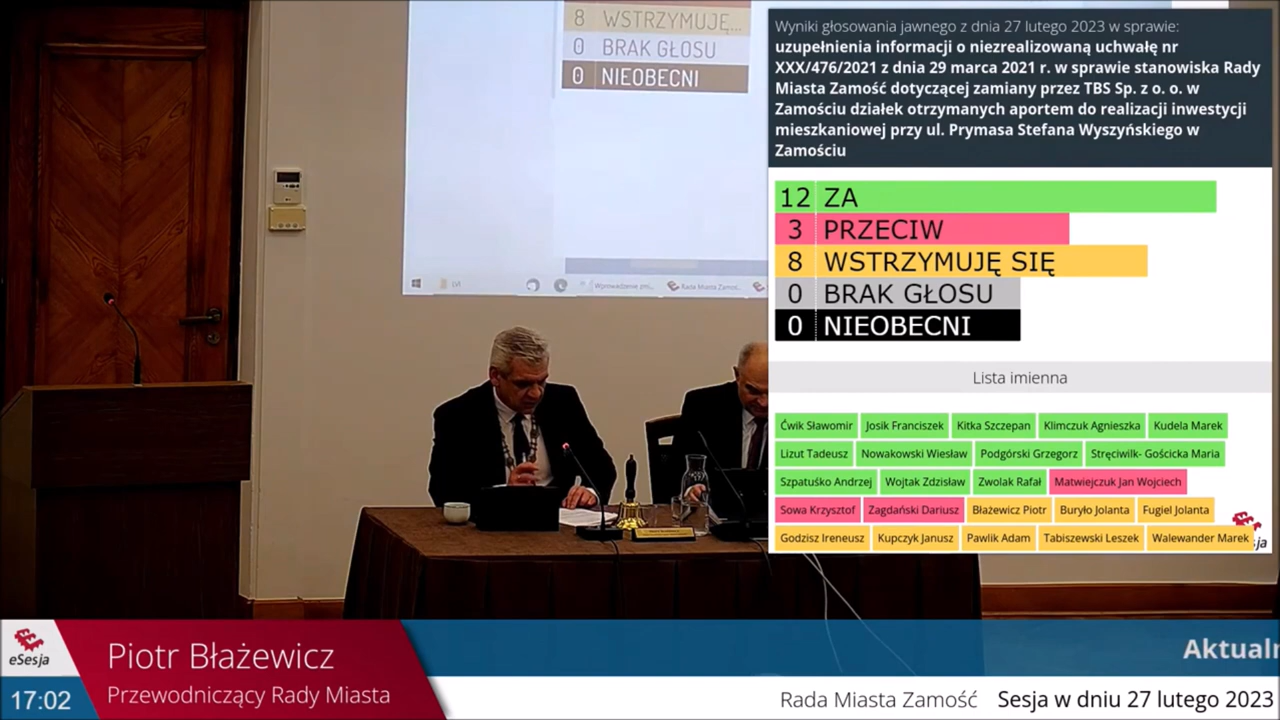 8 WSTRZYMUJĘ...
0 BRAK GŁOSU
0 NIEOBECNI
Wyniki głosowania jawnego z dnia 27 lutego 2023 w sprawie:
uzupełnienia informacji o niezrealizowaną uchwałę nr
XXX/476/2021 z dnia 29 marca 2021 r. w sprawie stanowiska Rady
Miasta Zamość dotyczącej zamiany przez TBS Sp. z o. o. w
Zamościu działek otrzymanych aportem do realizacji inwestycji
mieszkaniowej przy ul. Prymasa Stefana Wyszyńskiego w
Zamościu
12 ZA
3 PRZECIW
8 WSTRZYMUJĘ SIĘ
0 BRAK GŁOSU
0 NIEOBECNI
Lista imienna
Ćwik Sławomir Josik Franciszek Kitka Szczepan Klimczuk Agnieszka Kudela Marek
Lizut Tadeusz Nowakowski Wiesław Podgórski Grzegorz Stręciwilk- Gościcka Maria
Szpatuśko Andrzej Wojtak Zdzisław Zwolak Rafał Matwiejczuk Jan Wojciech
Sowa Krzysztof Zagdański Dariusz Błażewicz Piotr Buryło Jolanta Fugiel Jolanta
Godzisz Ireneusz Kupczyk Janusz Pawlik Adam Tabiszewski Leszek Walewander Marek
LVI
Rada Miasta Zamoś...
eSesja
17:02
Piotr Błażewicz
Przewodniczący Rady Miasta
Aktualn
Rada Miasta Zamość Sesja w dniu 27 lutego 2023